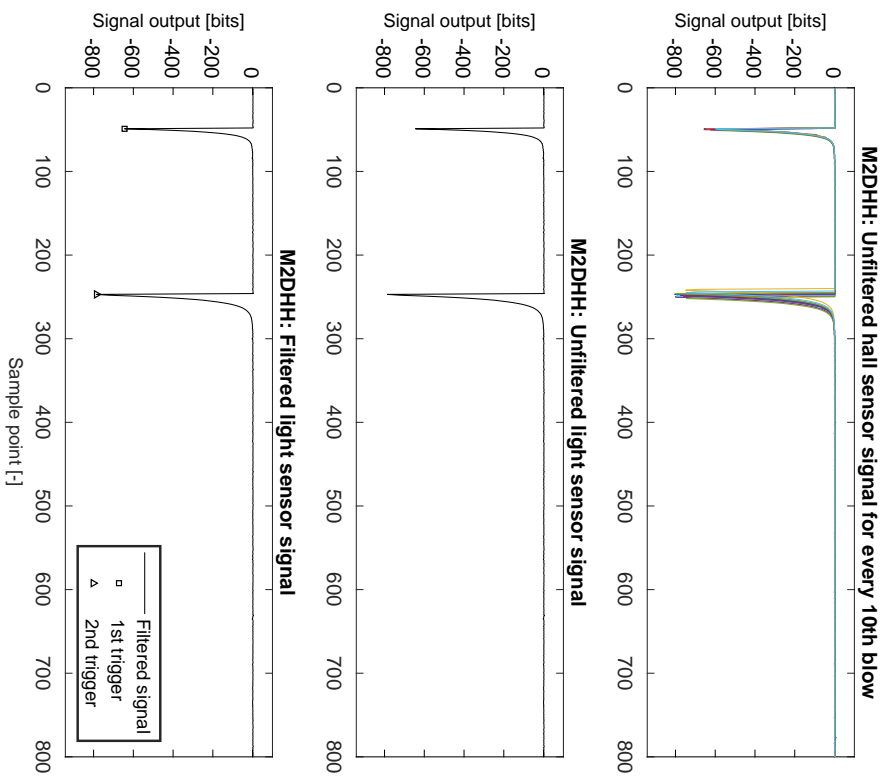 M2DHH: Unfiltered hall sensor signal for every 10th blow
Signal output [bits]
0
-200
-400
-600
-800
0 100 200 300 400 500 600 700 800
M2DHH: Unfiltered light sensor signal
Signal output [bits]
0
-200
-400
-600
-800
0 100 200 300 400 500 600 700 800
M2DHH: Filtered light sensor signal
Signal output [bits]
0
-200
-400
-600
-800
Filtered signal
1st trigger
2nd trigger
0 100 200 300 400 500 600 700 800
Sample point [-]